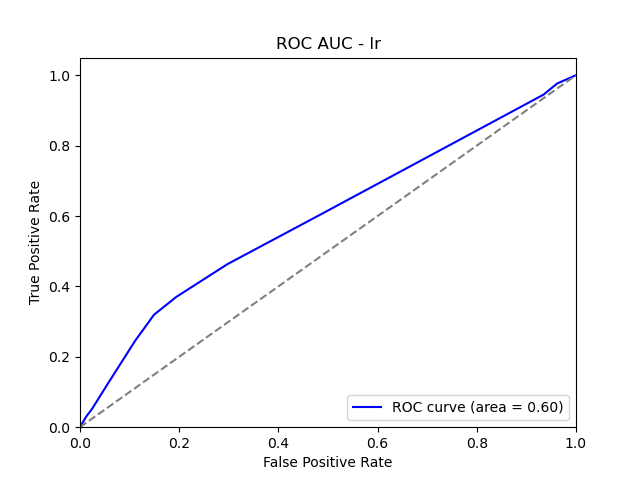 ROC AUC - lr
True Positive Rate
1.0
0.8
0.6
0.4
0.2
0.0
ROC curve (area = 0.60)
0.0 0.2 0.4 0.6 0.8 1.0
False Positive Rate